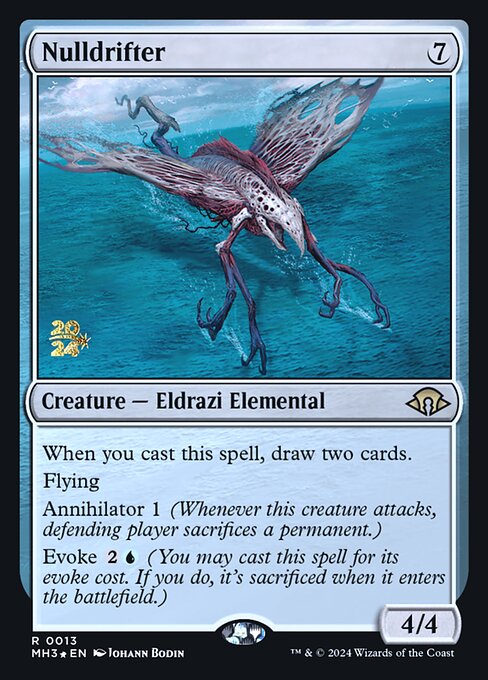 Nulldrifter 7
2024
Creature — Eldrazi Elemental
When you cast this spell, draw two cards.
Flying
Annihilator 1 (Whenever this creature attacks,
defending player sacrifices a permanent.)
Evoke 2 (You may cast this spell for its
evoke cost. If you do, it's sacrificed when it enters
the battlefield.)
4/4
R 0013
MH3★EN Johann Bodin
™ & © 2024 Wizards of the Coast